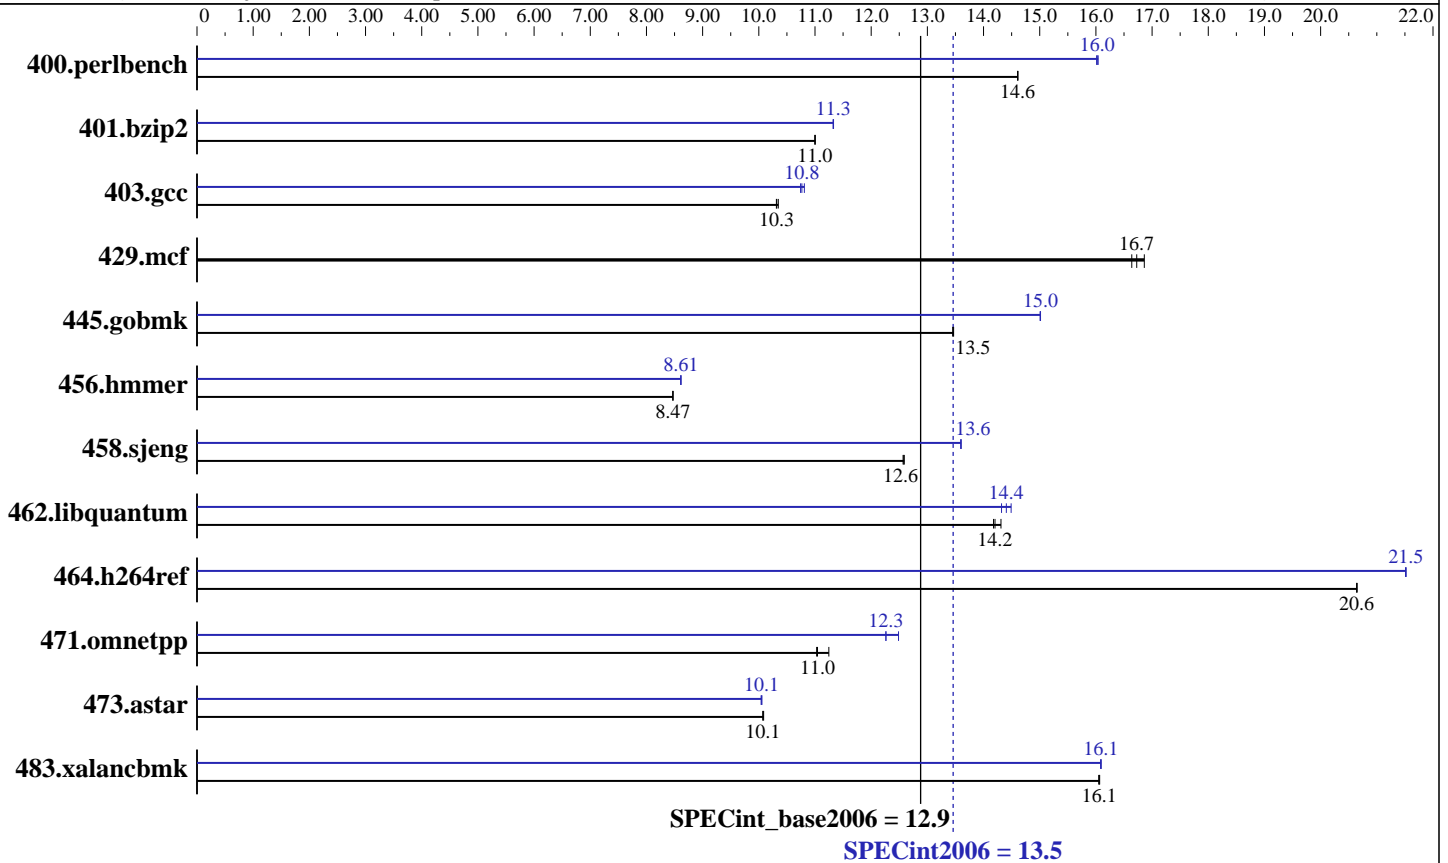 0 1.00 2.00 3.00 4.00 5.00 6.00 7.00 8.00 9.00 10.0 11.0 12.0 13.0 14.0 15.0 16.0 17.0 18.0 19.0 20.0 22.0
16.0
400.perlbench
14.6
11.3
401.bzip2
11.0
10.8
403.gcc
10.3
16.7
429.mcf
15.0
445.gobmk
13.5
8.61
456.hmmer
8.47
13.6
458.sjeng
12.6
14.4
462.libquantum
14.2
21.5
464.h264ref
20.6
12.3
471.omnetpp
11.0
10.1
473.astar
10.1
16.1
483.xalancbmk
16.1
SPECint_base2006 = 12.9
SPECint2006 = 13.5